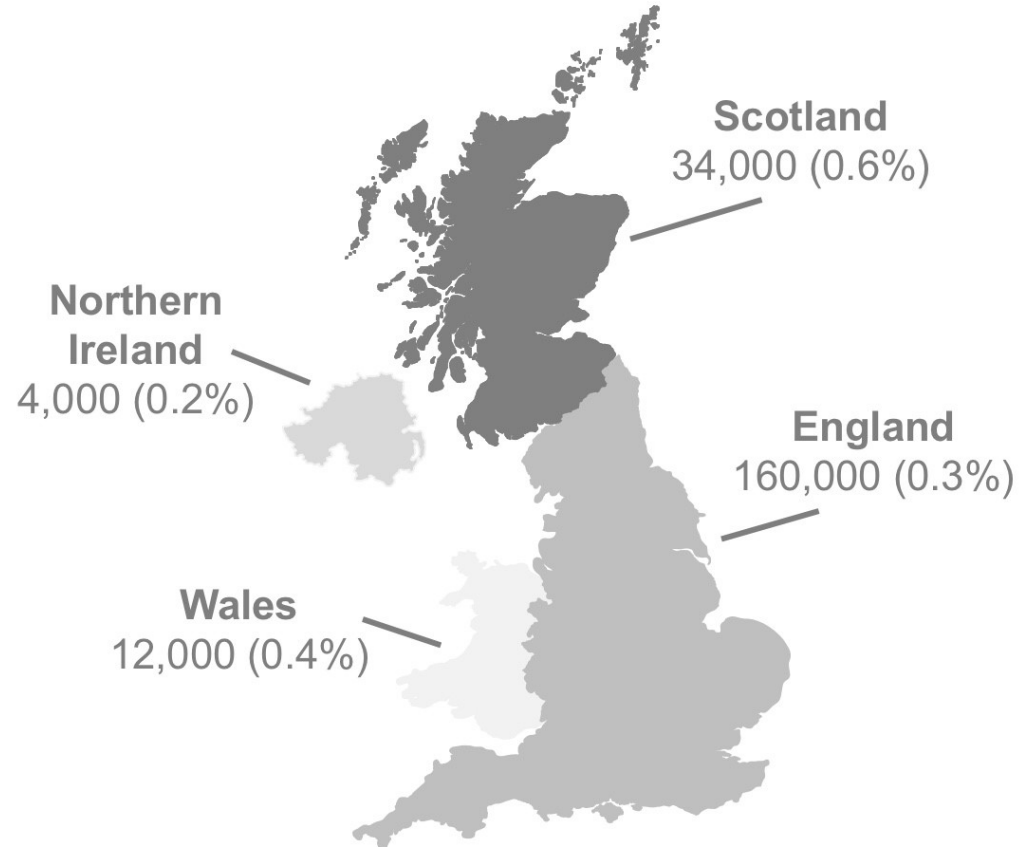 Scotland
34,000 (0.6%)
Northern
Ireland
4,000 (0.2%)
England
160,000 (0.3%)
Wales
12,000 (0.4%)